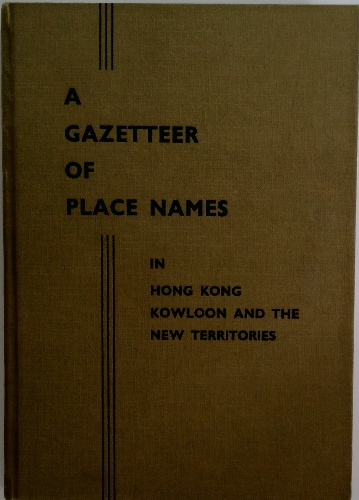 A
GAZETTEER
OF
PLACE NAMES
IN
HONG KONG
KOWLOON AND THE
NEW TERRITORIES